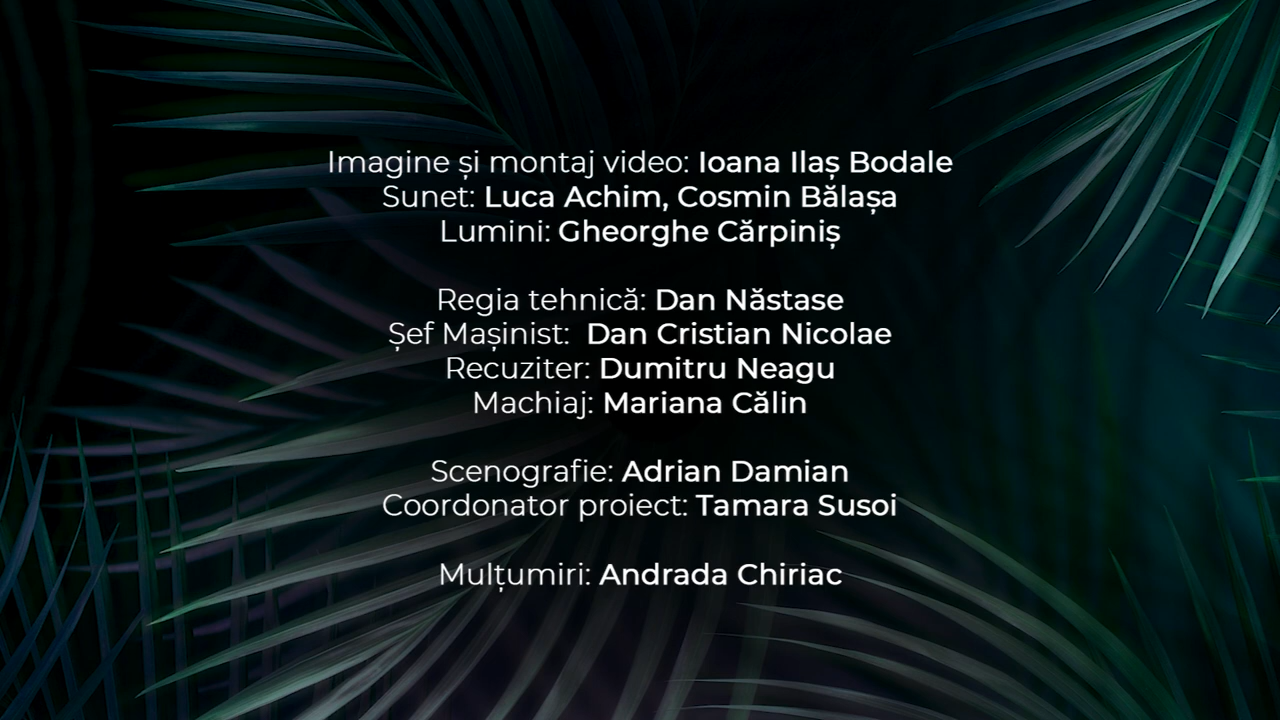 Imagine și montaj video: Ioana Ilaș Bodale
Sunet: Luca Achim, Cosmin Bălașa
Lumini: Gheorghe Cărpiniș
Regia tehnică: Dan Năstase
Șef Mașinist: Dan Cristian Nicolae
Recuziter: Dumitru Neagu
Machiaj: Mariana Călin
Scenografie: Adrian Damian
Coordonator proiect: Tamara Susoi
Mulțumiri: Andrada Chiriac